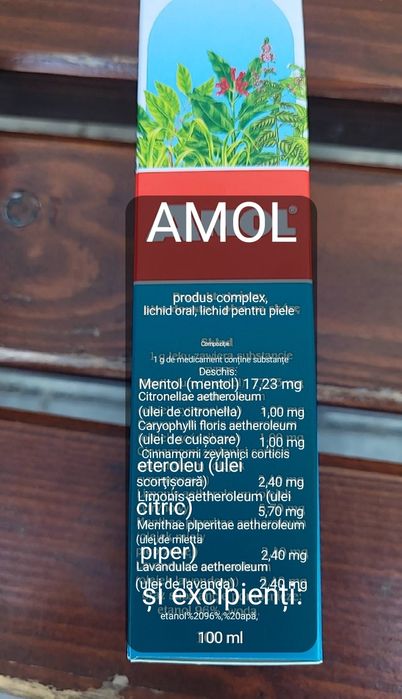 AMOL
produs complex,
lichid oral, lichid pentru piele
Compoziție
1 g de medicament conține substanțe
Deschis:
Mentol (mentol) 17,23 mg
Citronellae aetheroleum
(ulei de citronella) 1,00 mg
Caryophylli floris aetheroleum
(ulei de cuișoare) 1,00 mg
Cinnamomi zeylanici corticis
eteroleu (ulei
scorțișoară) 2,40 mg
Limonis aetheroleum (ulei
citric) 5,70 mg
Menthae piperitae aetheroleum
(ulei de mietta
piper) 2,40 mg
Lavandulae aetheroleum
(ulei de lavandă) 2,40 mg
și excipienți.
etanol%2096%,%20apă,
100 ml